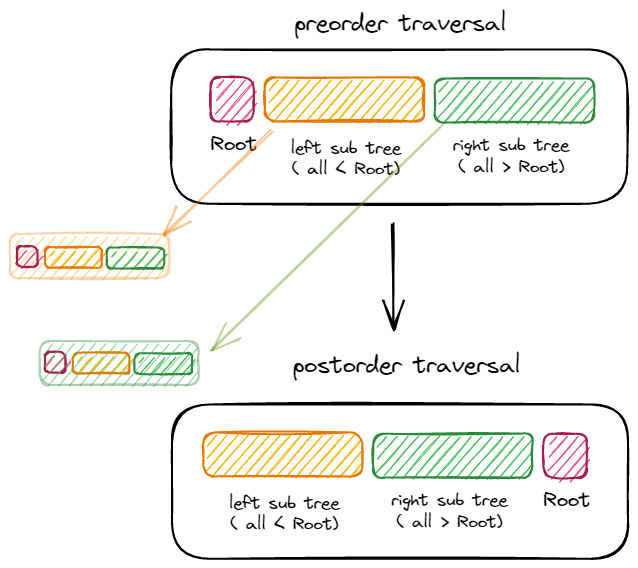 preorder traversal
Root
left sub tree
( all < Root)
right sub tree
( all > Root)
postorder traversal
left sub tree
( all < Root)
right sub tree
( all > Root)
Root